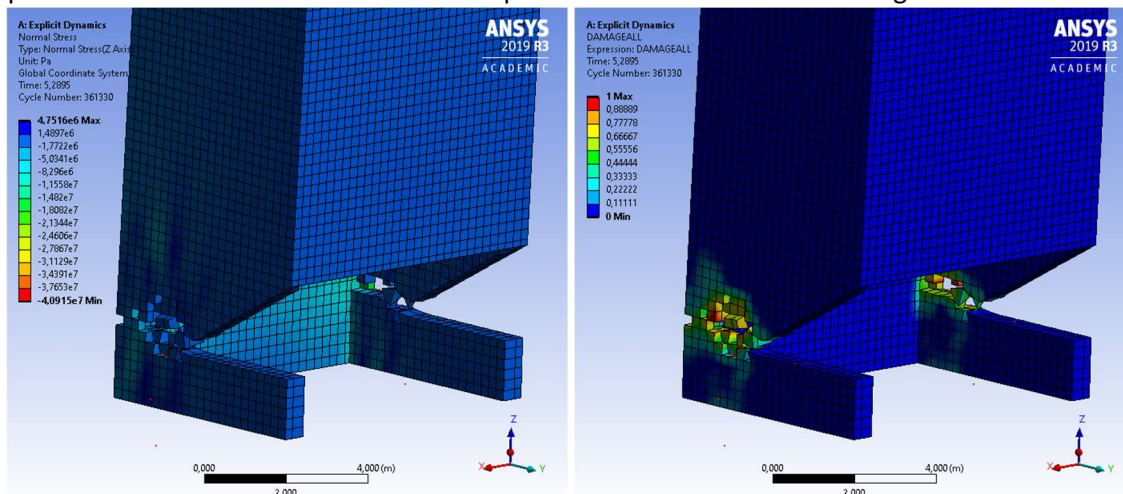 A: Explicit Dynamics
Normal Stress
Type: Normal Stress(Z Axis
Unit: Pa
Global Coordinate System
Time: 5,2895
Cycle Number: 361330
4,7516e6 Max
1,4897e6
-1,7722e6
-5,0341e6
-8,296e6
-1,1558e7
-1,482e7
-1,8082e7
-2,1344e7
-2,4606e7
-2,7867e7
-3,1129e7
-3,4391e7
-3,7653e7
-4,0915e7 Min
ANSYS
2019 R3
ACADEMIC
0,000
4,000 (m)
2,000
Z
X
Y
A: Explicit Dynamics
DAMAGEALL
Expression: DAMAGEALL
Time: 5,2895
Cycle Number: 361330
1 Max
0,88889
0,77778
0,66667
0,55556
0,44444
0,33333
0,22222
0,11111
0 Min
ANSYS
2019 R3
ACADEMIC
0,000
4,000 (m)
2,000
Z
X
Y